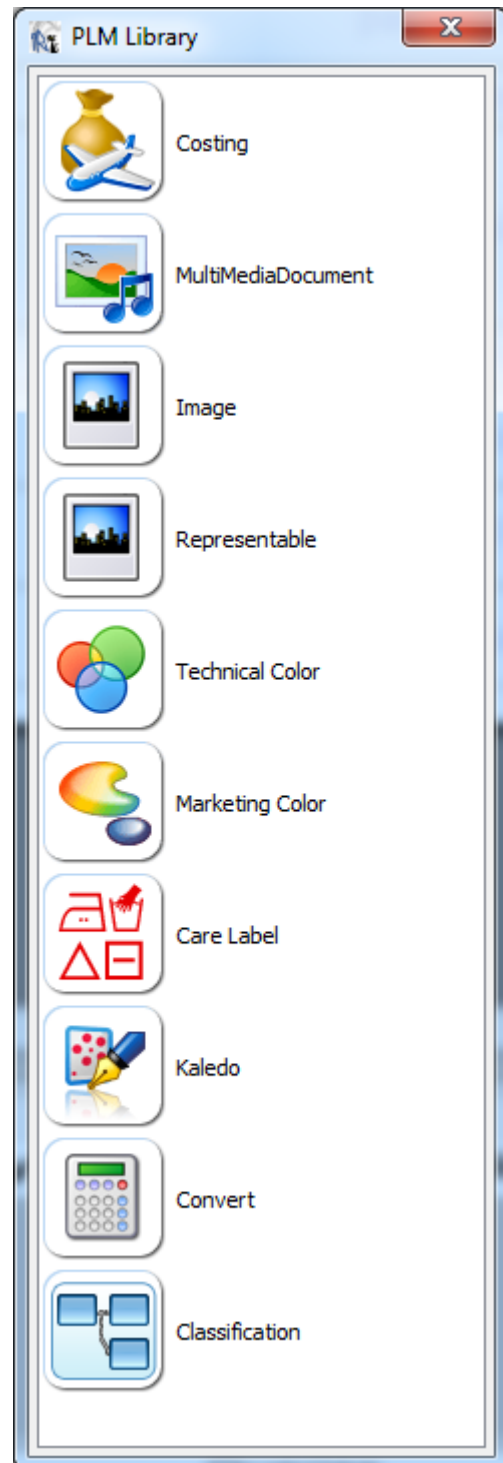 PLM Library
Costing
MultiMediaDocument
Image
Representable
Technical Color
Marketing Color
Care Label
Kaledo
Convert
Classification